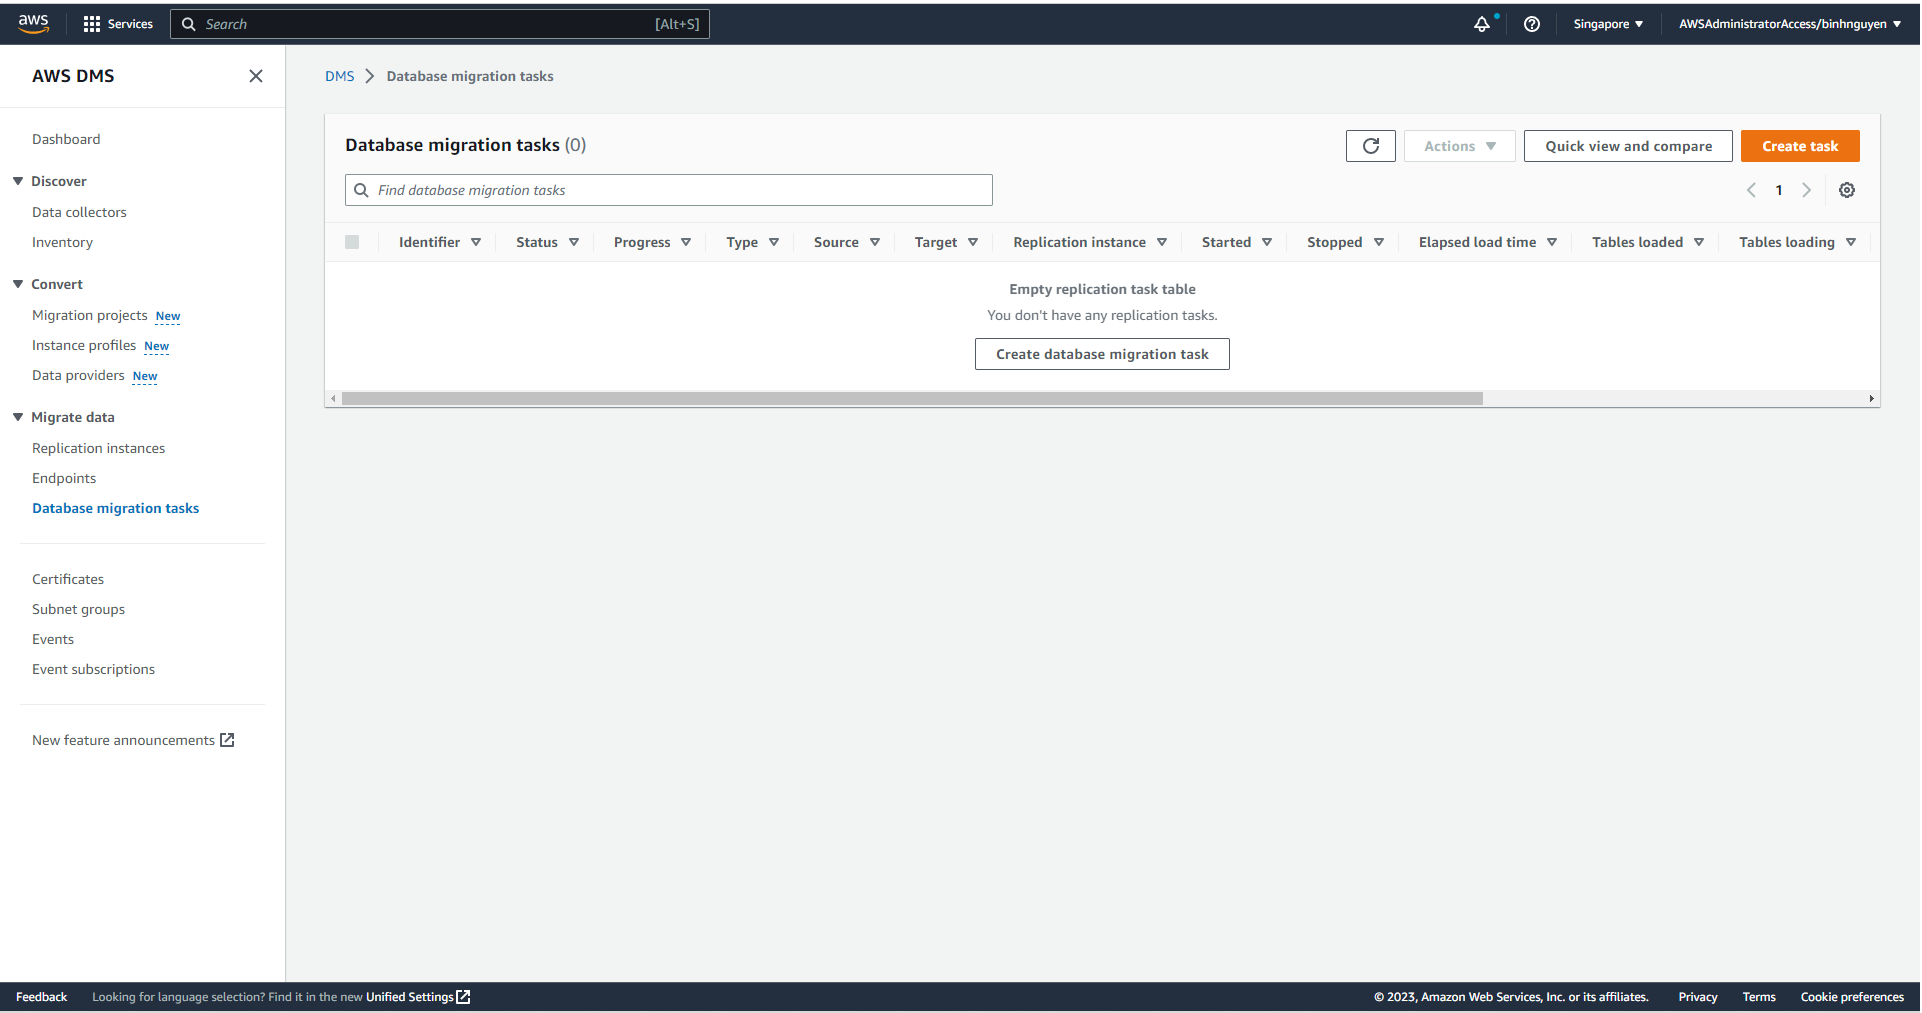 aws Services Search [Alt+S] Singapore AWSAdministratorAccess/binhnguyen
AWS DMS
Dashboard
Discover
Data collectors
Inventory
Convert
Migration projects New
Instance profiles New
Data providers New
Migrate data
Replication instances
Endpoints
Database migration tasks
Certificates
Subnet groups
Events
Event subscriptions
New feature announcements
DMS Database migration tasks
Database migration tasks (0)
Actions Quick view and compare Create task
Find database migration tasks
1
Identifier Status Progress Type Source Target Replication instance Started Stopped Elapsed load time Tables loaded Tables loading
Empty replication task table
You don't have any replication tasks.
Create database migration task
Feedback Looking for language selection? Find it in the new Unified Settings © 2023, Amazon Web Services, Inc. or its affiliates. Privacy Terms Cookie preferences